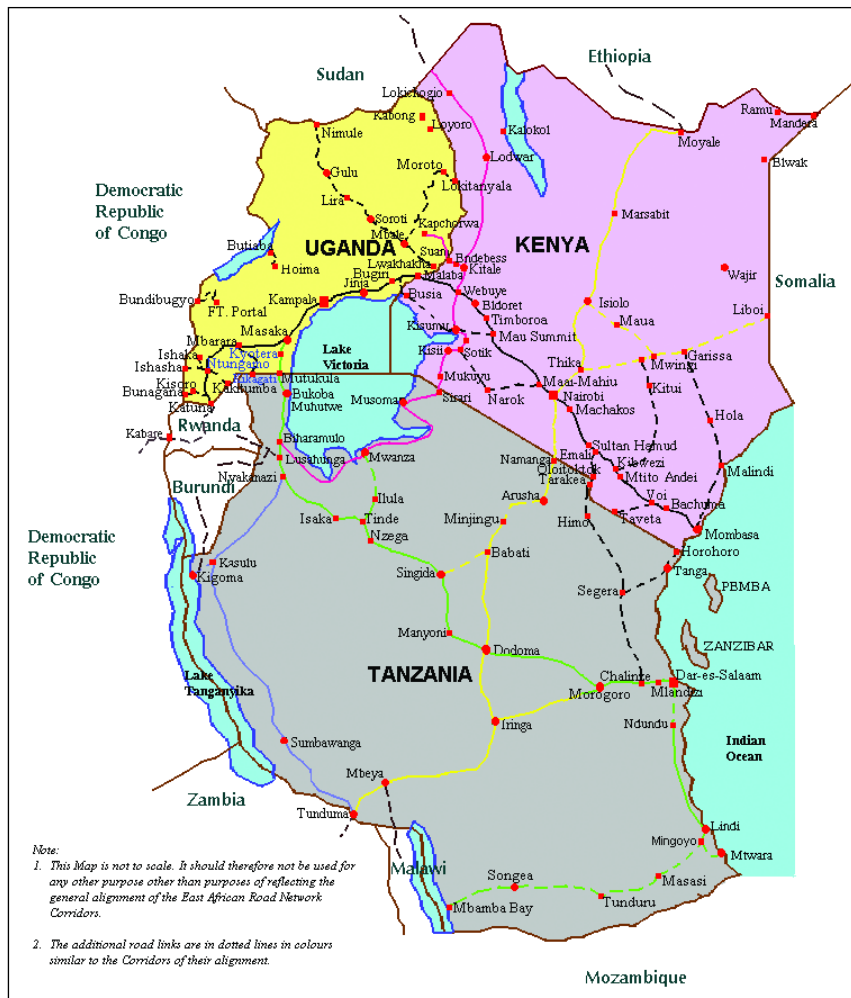 Sudan
Ethiopia
Lokichogio
Kabong
Loyoro
Nimule
Kalokol
Ramu
Mandera
Moyale
Elwak
Moroto
Lodwar
Gulu
Lokitanyala
Democratic
Republic
of Congo
Lira
Soroti
Mbale
Kapchorwa
Marsabit
UGANDA
Suam
KENYA
Butiaba
Hoima
Lwakhakha
Endebess
Kitale
Wajir
Somalia
Bugiri
Malaba
Jinja
Bundibugyo
FT. Portal
Kampala
Busia
Webuye
Eldoret
Isiolo
Liboi
Timboroa
Maua
Masaka
Kisumu
Mau Summit
Mbarara
Kyotera
Lake
Victoria
Kisii
Sotik
Thika
Mwingi
Garissa
Ishaka
Ishasha
Ntungamo
Kisoro
Kikagati
Mutukula
Mukuyu
Maai-Mahiu
Kitui
Bunagana
Kakitumba
Katuna
Bukoba
Muhutwe
Musoma
Sirari
Narok
Nairobi
Machakos
Rwanda
Hola
Kabare
Biharamulo
Sultan Hamud
Lusahunga
Mwanza
Namanga
Emali
Oloitoktok
Kibwezi
Malindi
Burundi
Nyakanazi
Tarakea
Mtito Andei
Ilula
Arusha
Voi
Bachuma
Isaka
Tinde
Minjingu
Himo
Taveta
Mombasa
Democratic
Republic
of Congo
Nzega
Babati
Horohoro
Kasulu
Kigoma
Singida
Tanga
Segera
PEMBA
Manyoni
ZANZIBAR
Dodoma
TANZANIA
Chalinze
Dar-es-Salaam
Lake
Tanganyika
Morogoro
Mlandizi
Iringa
Ndundu
Sumbawanga
Indian
Ocean
Mbeya
Zambia
Tunduma
Lindi
Mingoyo
Mtwara
Malawi
Songea
Masasi
Mbamba Bay
Tunduru
Mozambique
Note:
1. This Map is not to scale. It should therefore not be used for
any other purpose other than purposes of reflecting the
general alignment of the East African Road Network
Corridors.
2. The additional road links are in dotted lines in colours
similar to the Corridors of their alignment.